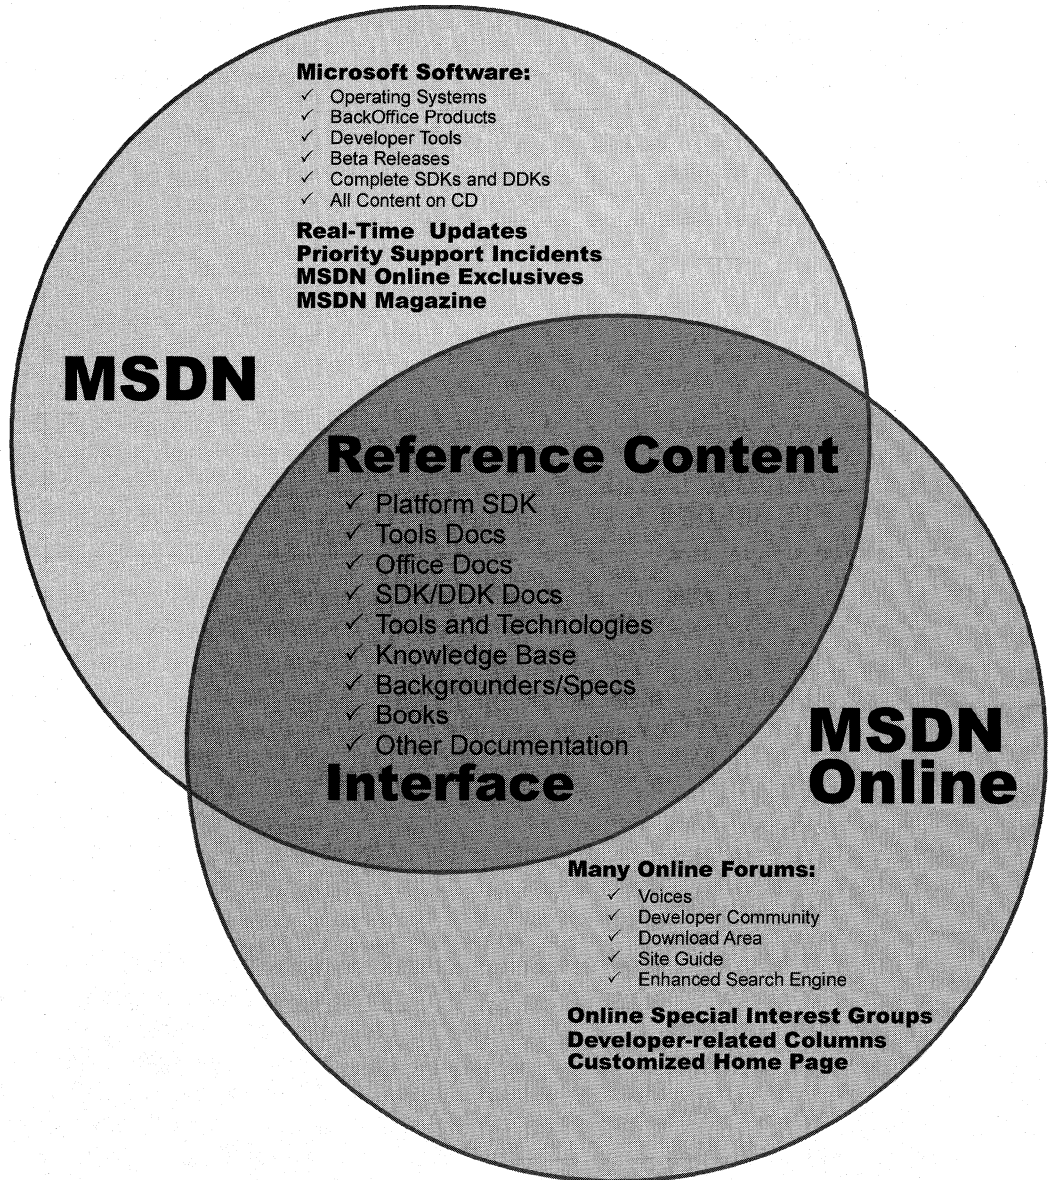 Microsoft Software:
✓ Operating Systems
✓ BackOffice Products
✓ Developer Tools
✓ Beta Releases
✓ Complete SDKs and DDKs
✓ All Content on CD
Real-Time Updates
Priority Support Incidents
MSDN Online Exclusives
MSDN Magazine
MSDN
Reference Content
✓ Platform SDK
✓ Tools Docs
✓ Office Docs
✓ SDK/DDK Docs
✓ Tools and Technologies
✓ Knowledge Base
✓ Backgrounders/Specs
✓ Books
✓ Other Documentation
Interface
MSDN
Online
Many Online Forums:
✓ Voices
✓ Developer Community
✓ Download Area
✓ Site Guide
✓ Enhanced Search Engine
Online Special Interest Groups
Developer-related Columns
Customized Home Page